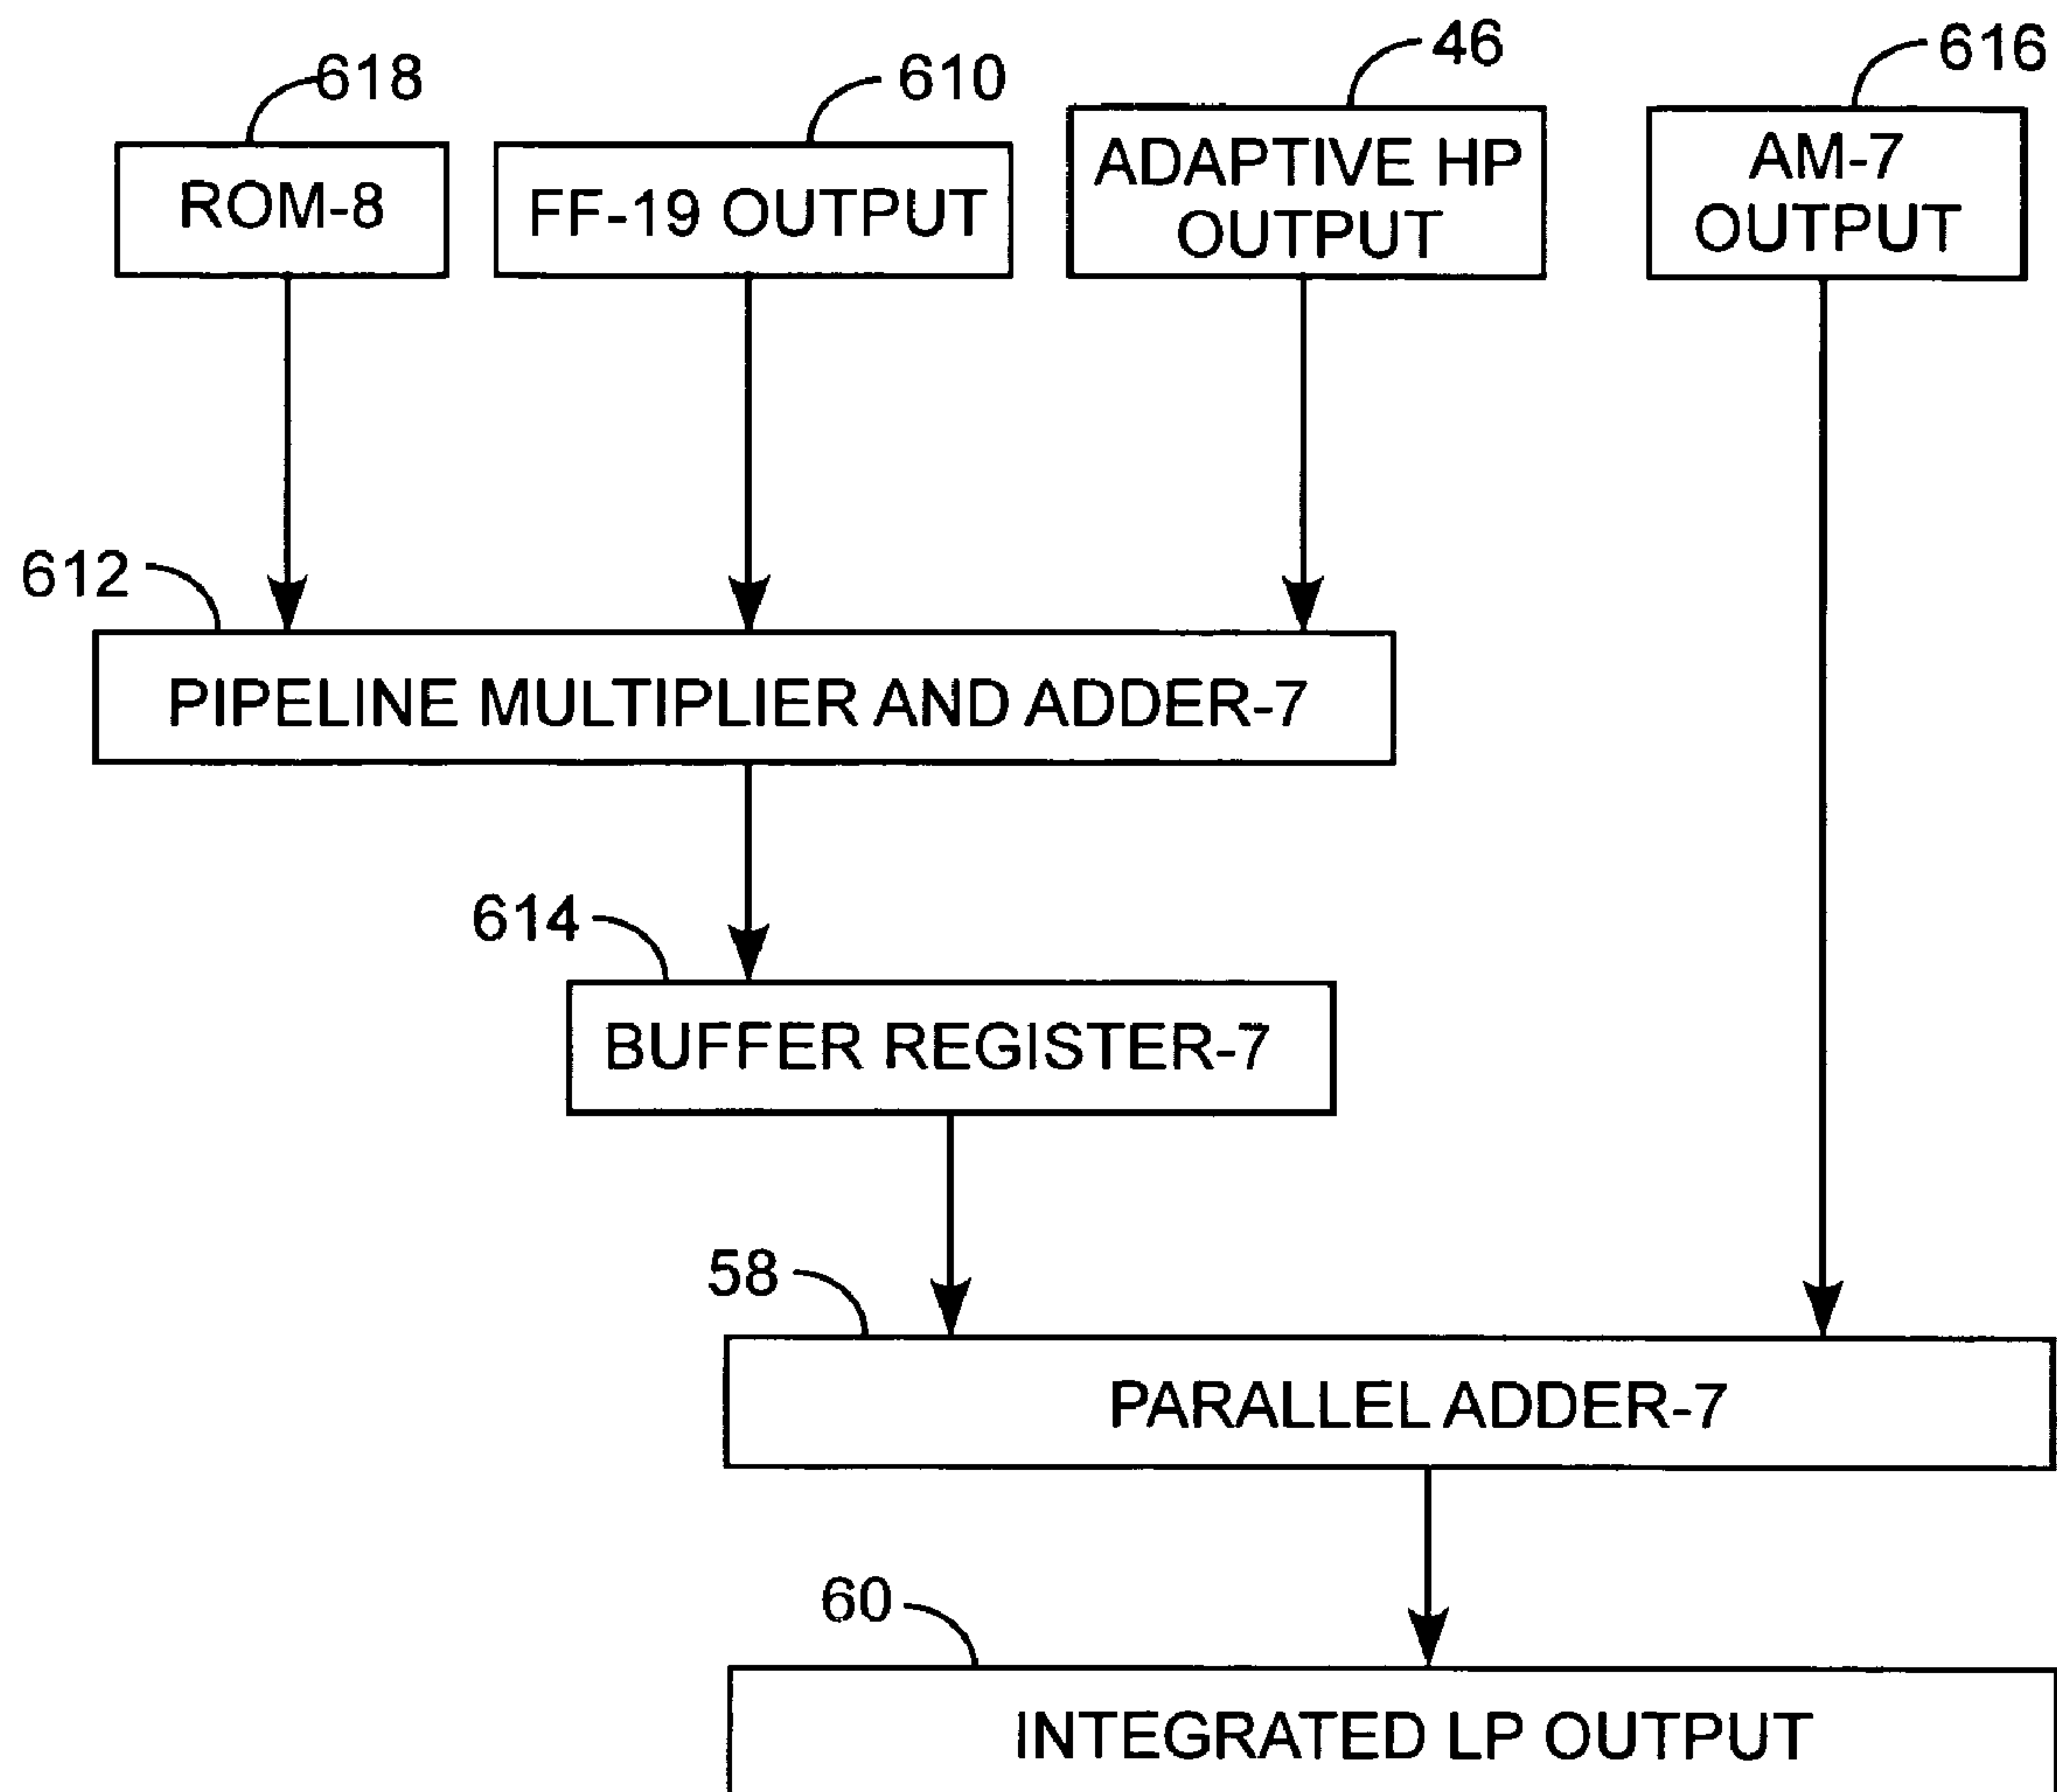 618
610
46
616
ROM-8
FF-19 OUTPUT
ADAPTIVE HP
OUTPUT
AM-7
OUTPUT
612
PIPELINE MULTIPLIER AND ADDER-7
614
BUFFER REGISTER-7
58
PARALLEL ADDER-7
60
INTEGRATED LP OUTPUT